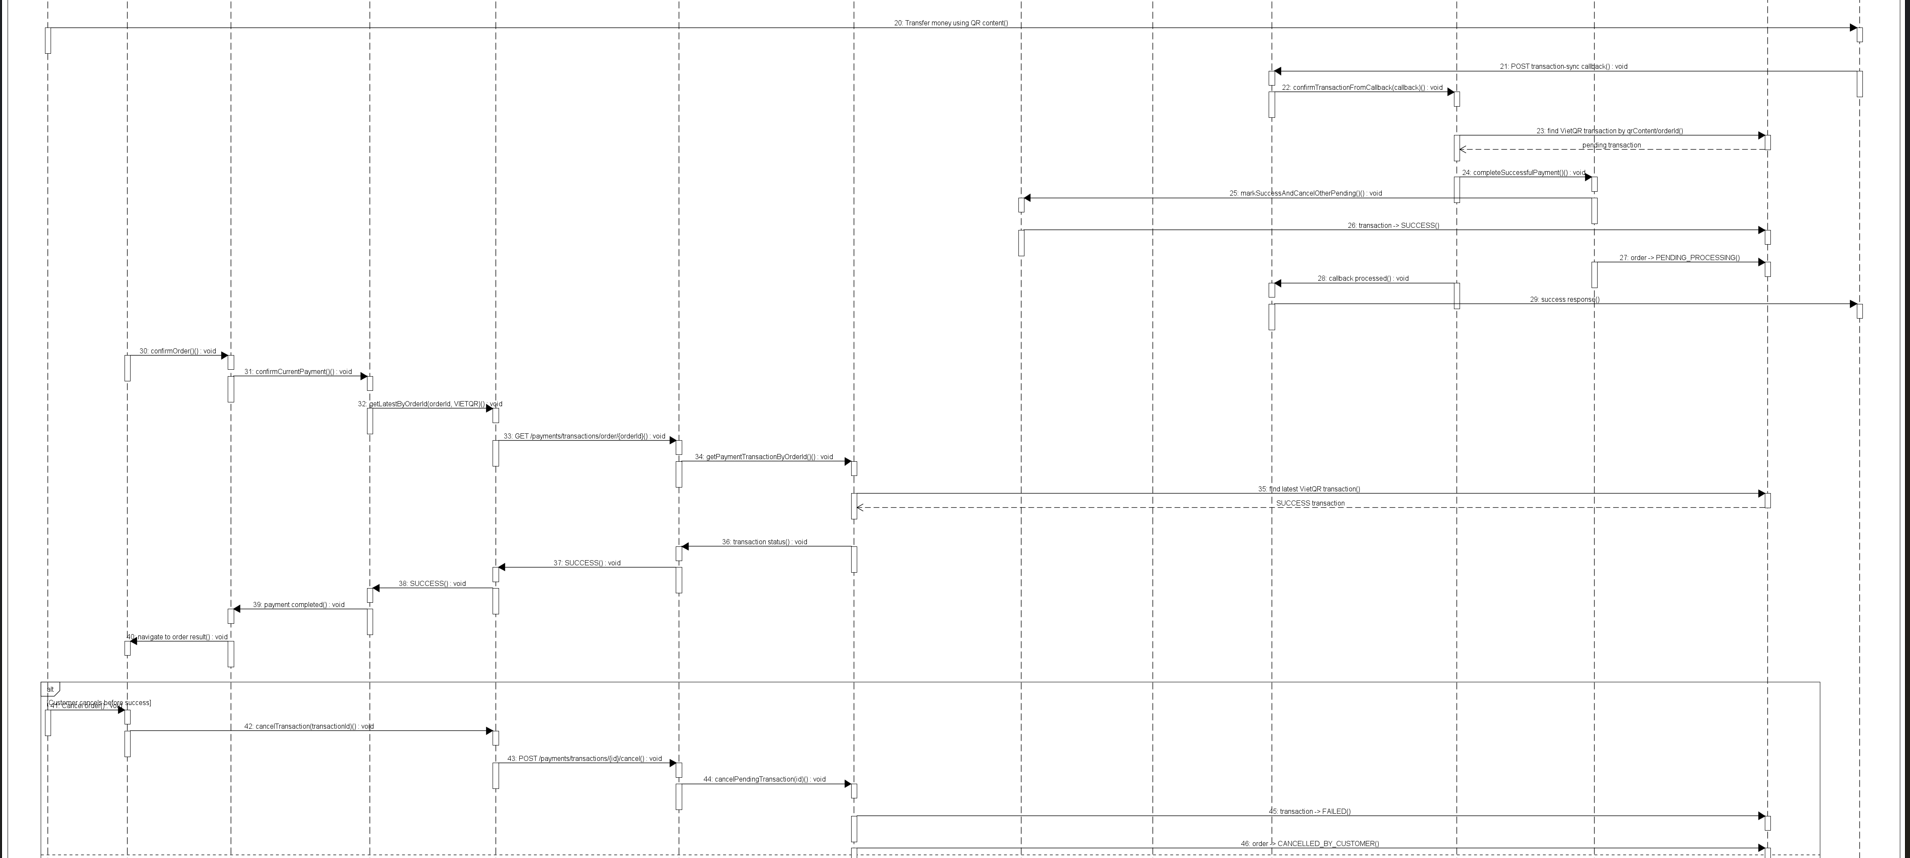 20: Transfer money using QR content()
21: POST transaction-sync callback() : void
22: confirmTransactionFromCallback(callback)() : void
23: find VietQR transaction by qrContent/orderId()
pending transaction
24: completeSuccessfulPayment()() : void
25: markSuccessAndCancelOtherPending()() : void
26: transaction -> SUCCESS()
27: order -> PENDING_PROCESSING()
28: callback processed() : void
29: success response()
30: confirmOrder()() : void
31: confirmCurrentPayment()() : void
32: getLatestByOrderId(orderId, VIETQR)() : void
33: GET /payments/transactions/order/{orderId}() : void
34: getPaymentTransactionByOrderId()() : void
35: find latest VietQR transaction()
SUCCESS transaction
36: transaction status() : void
37: SUCCESS() : void
38: SUCCESS() : void
39: payment completed() : void
40: navigate to order result() : void
alt
[Customer cancels before success]
41: Cancel order() : void
42: cancelTransaction(transactionId)() : void
43: POST /payments/transactions/{id}/cancel() : void
44: cancelPendingTransaction(id)() : void
45: transaction -> FAILED()
46: order -> CANCELLED_BY_CUSTOMER()